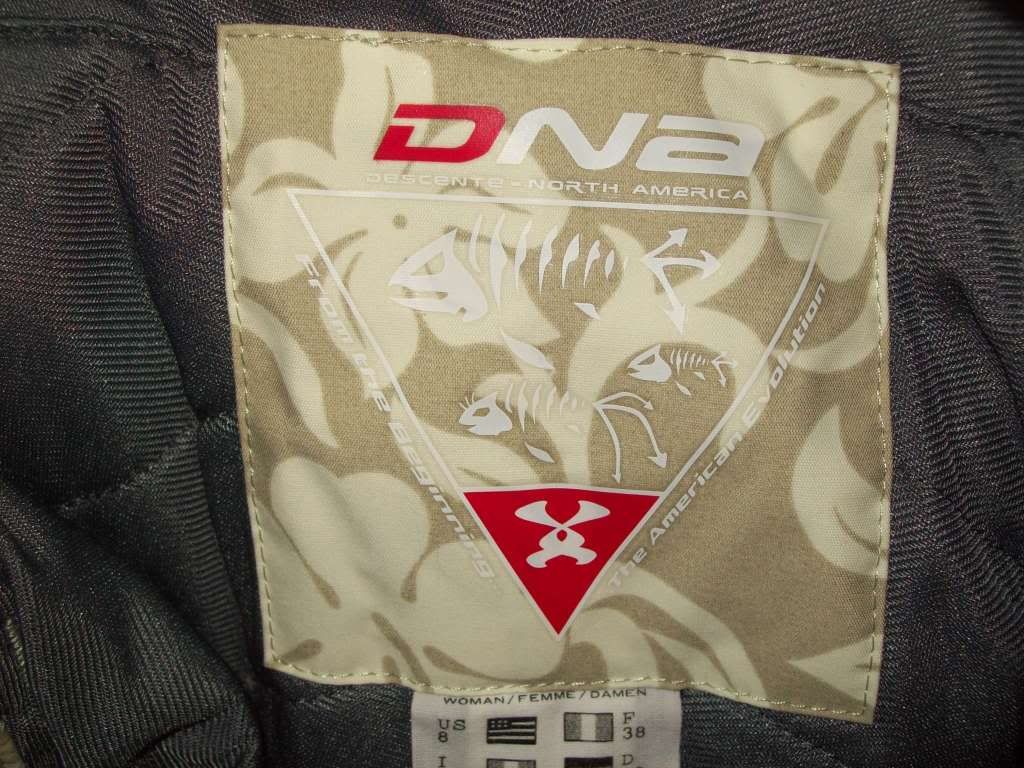 DNa
DESCENTE - NORTH AMERICA
From the Beginning
The American Evolution
WOMAN/FEMME/DAMEN
US F
8 38
I D